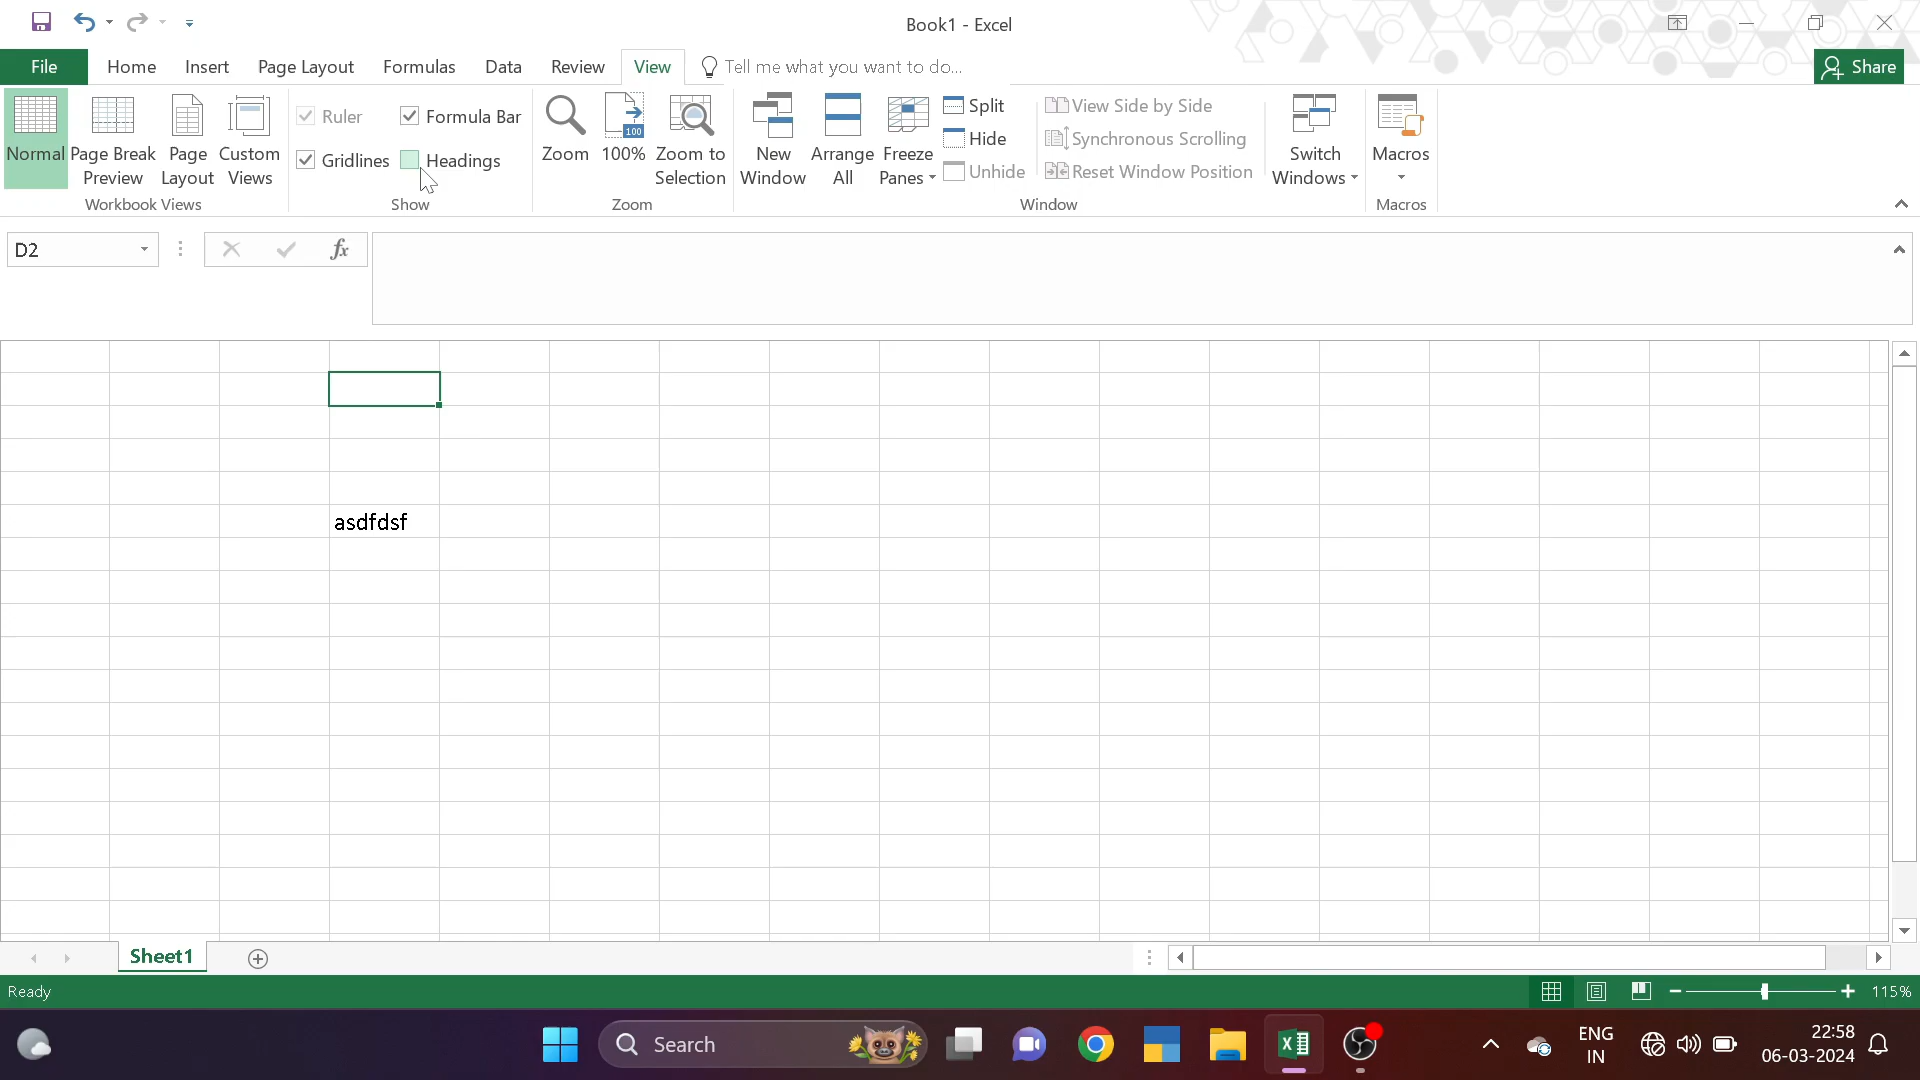 Book1 - Excel
File Home Insert Page Layout Formulas Data Review View Tell me what you want to do... Share
Normal Page Break Preview Page Layout Custom Views
Workbook Views
Ruler Formula Bar
Gridlines Headings
Show
Zoom 100% Zoom to Selection
100
Zoom
New Window Arrange All Freeze Panes
Split
Hide
Unhide
View Side by Side
Synchronous Scrolling
Reset Window Position
Switch Windows
Window
Macros
Macros
D2 fx
asdfdsf
Sheet1
Ready 115%
Search
ENG
IN
22:58
06-03-2024